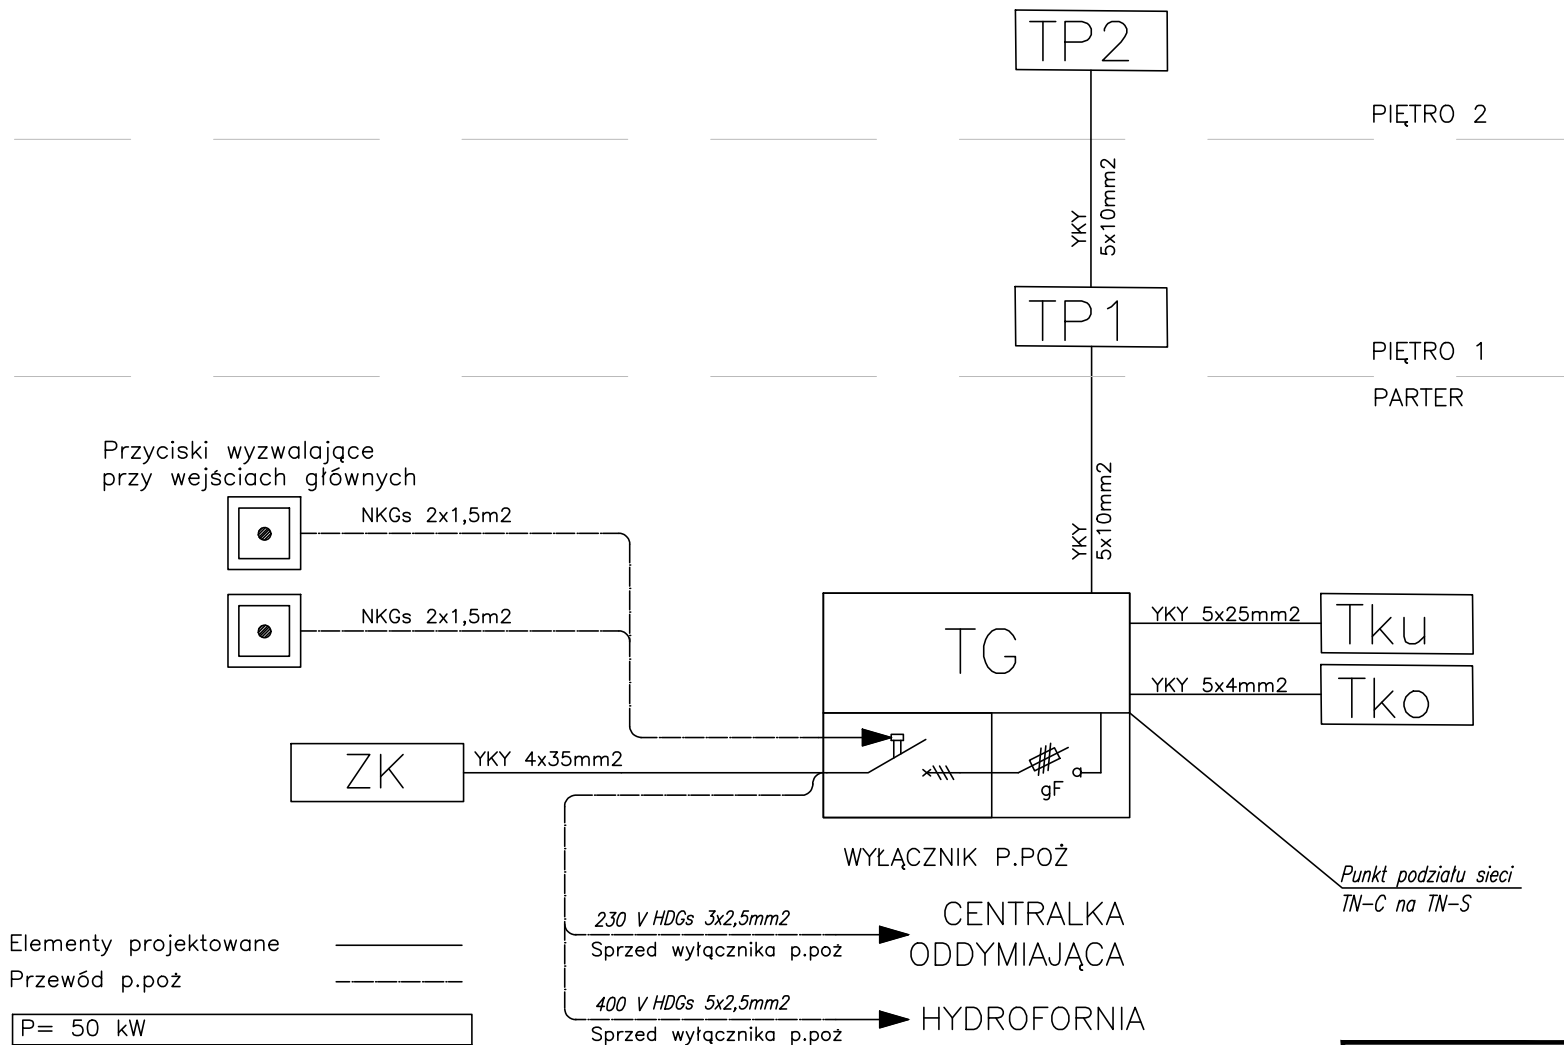 TP2
PIĘTRO 2
YKY
5x10mm2
TP1
PIĘTRO 1
PARTER
Przyciski wyzwalające
przy wejściach głównych
NKGs 2x1,5m2
YKY
5x10mm2
NKGs 2x1,5m2
TG
YKY 5x25mm2
Tku
YKY 5x4mm2
Tko
ZK
YKY 4x35mm2
gF
WYŁĄCZNIK P.POŻ
Punkt podziału sieci
TN-C na TN-S
230 V HDGs 3x2,5mm2
Sprzed wyłącznika p.poż
CENTRALKA
ODDYMIAJĄCA
Elementy projektowane
Przewód p.poż
400 V HDGs 5x2,5mm2
Sprzed wyłącznika p.poż
HYDROFORNIA
P= 50 kW